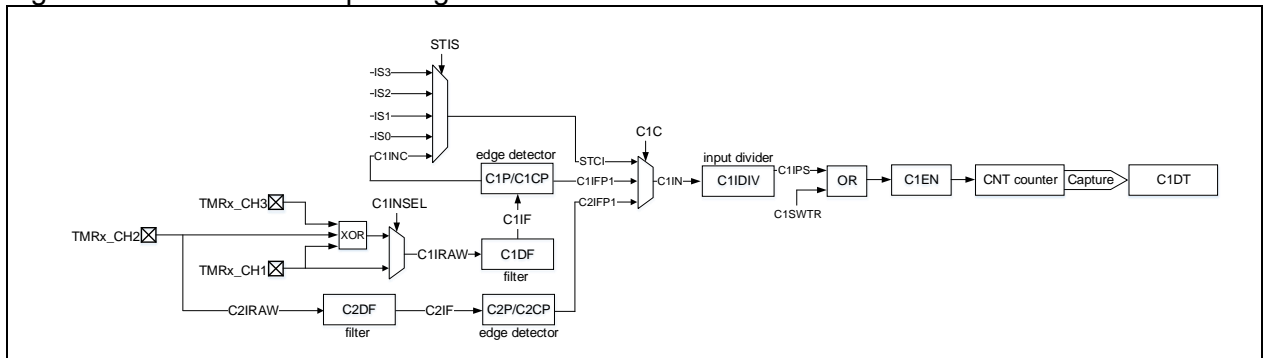 STIS
IS3
IS2
IS1
IS0
C1INC
edge detector
C1P/C1CP
STCI
C1IFP1
C2IFP1
C1C
C1IN
input divider
C1IDIV
C1IPS
C1SWTR
OR
C1EN
CNT counter
Capture
C1DT
TMRx_CH3
TMRx_CH2
TMRx_CH1
XOR
C1INSEL
C1IRAW
C1IF
C1DF
filter
C2IRAW
C2DF
filter
C2IF
C2P/C2CP
edge detector